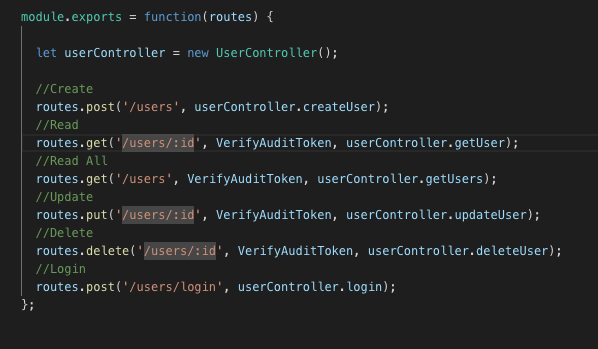 module.exports = function(routes) {
let userController = new UserController();
//Create
routes.post('/users', userController.createUser);
//Read
routes.get('/users/:id', VerifyAuditToken, userController.getUser);
//Read All
routes.get('/users', VerifyAuditToken, userController.getUsers);
//Update
routes.put('/users/:id', VerifyAuditToken, userController.updateUser);
//Delete
routes.delete('/users/:id', VerifyAuditToken, userController.deleteUser);
//Login
routes.post('/users/login', userController.login);
};